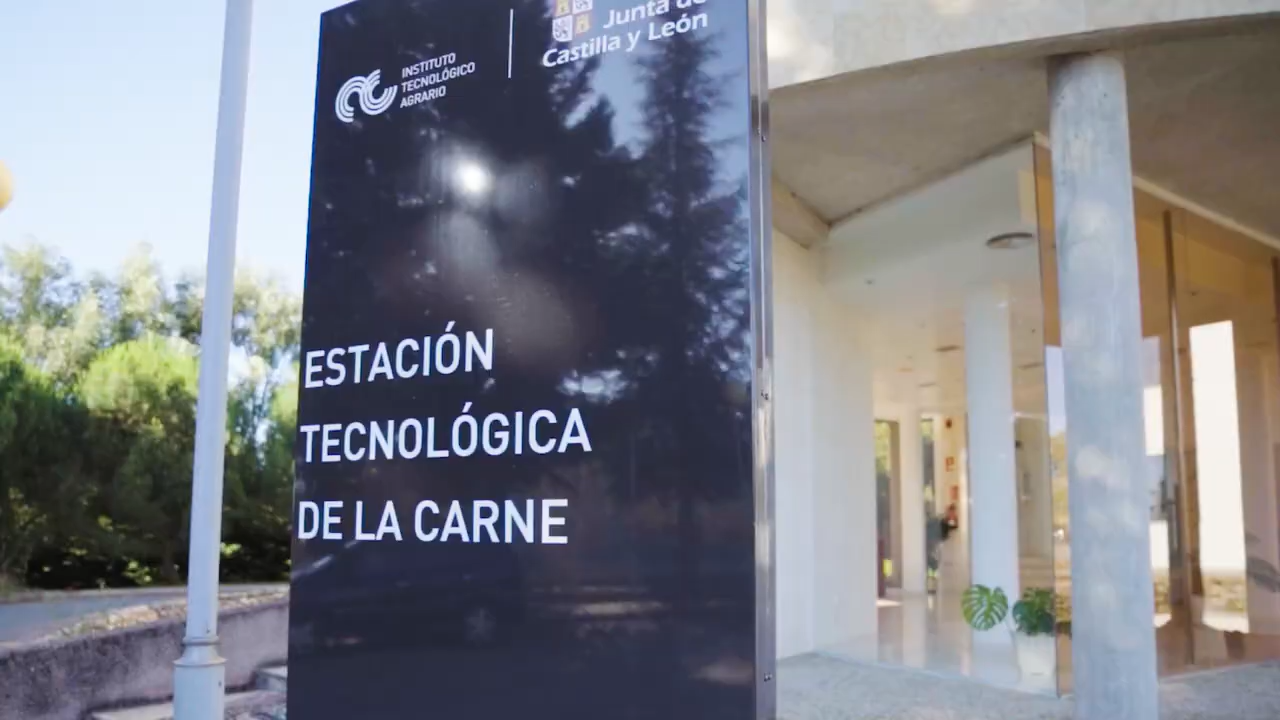 INSTITUTO
TECNOLÓGICO
AGRARIO
Junta de
Castilla y León
ESTACIÓN
TECNOLÓGICA
DE LA CARNE